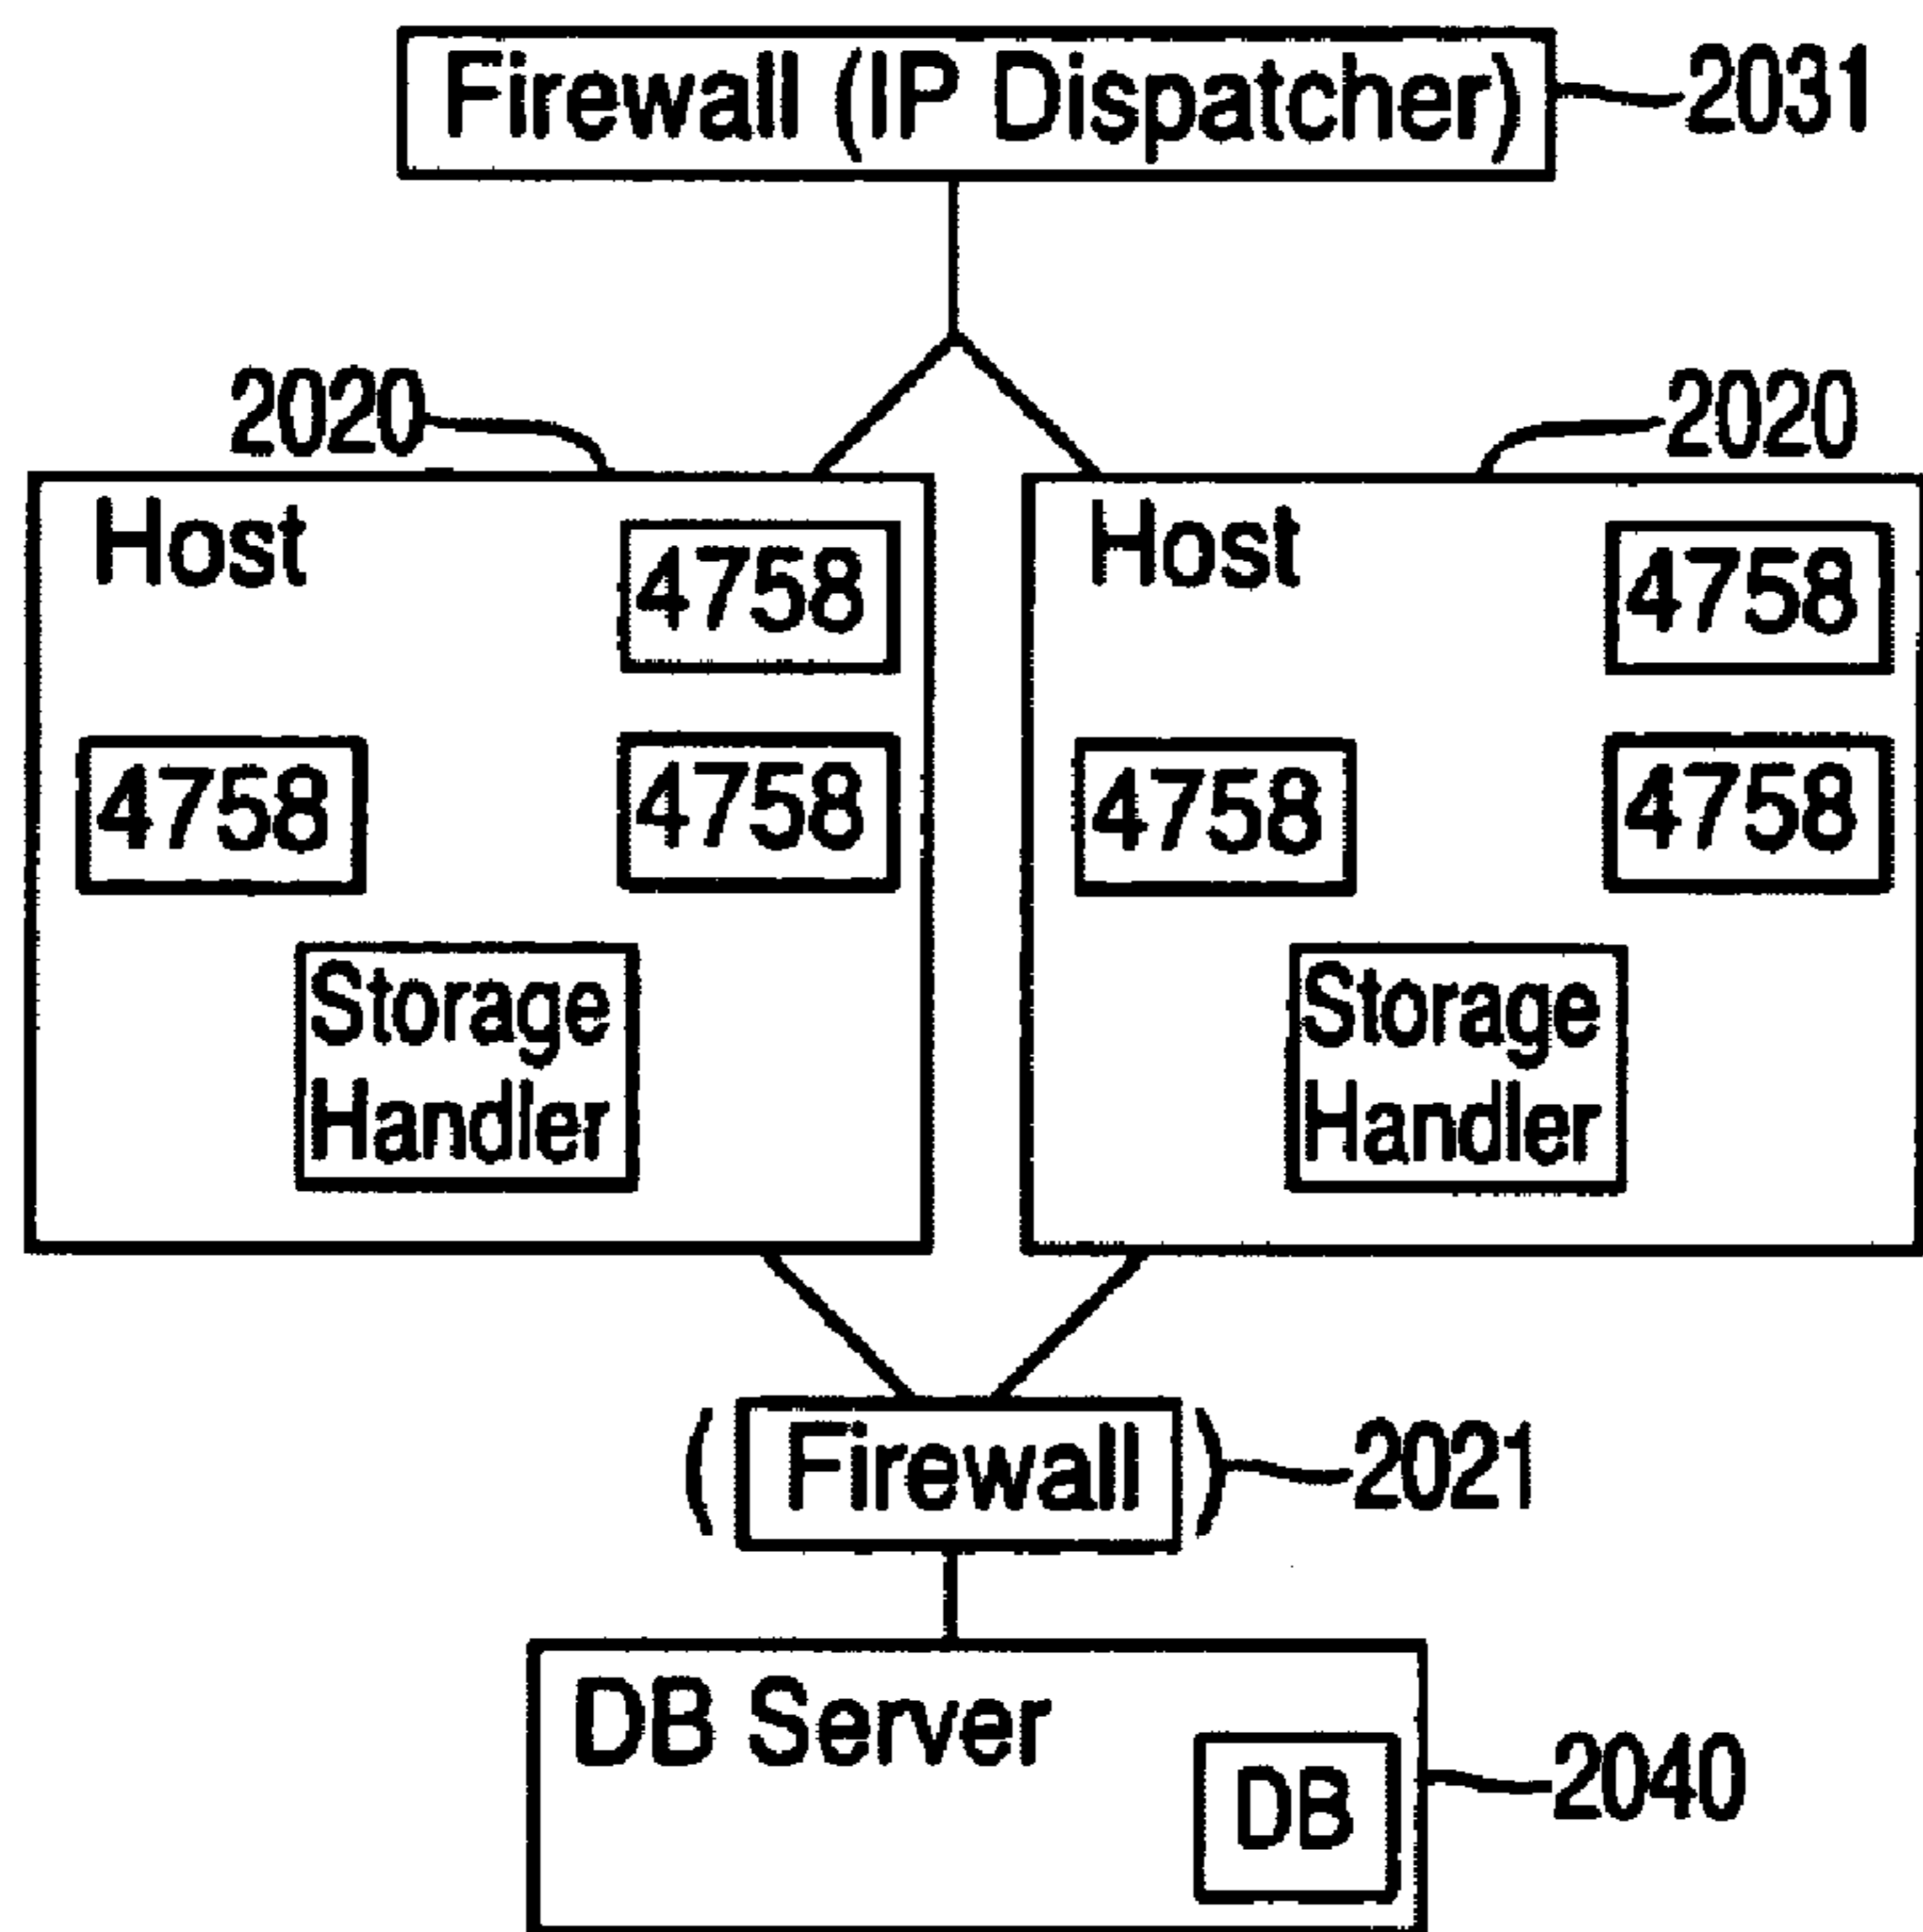 Firewall (IP Dispatcher) 2031
2020 2020
Host Host
4758 4758
4758 4758 4758 4758
Storage Storage
Handler Handler
( Firewall ) 2021
DB Server
DB 2040